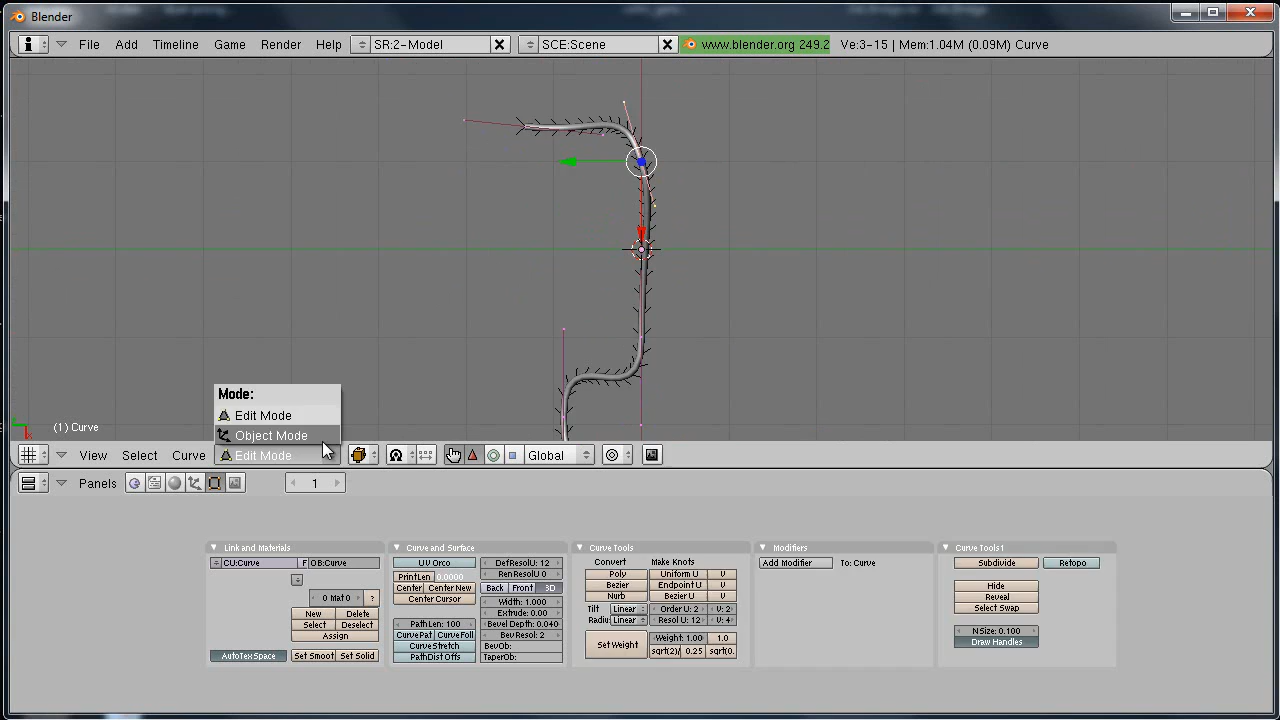 Blender
File Add Timeline Game Render Help SR:2-Model SCE:Scene www.blender.org 249.2 Ve:3-15 | Mem:1.04M (0.09M) Curve
(1) Curve
Mode:
Edit Mode
Object Mode
View Select Curve Edit Mode Global
Panels 1
Link and Materials
CU:Curve F OB:Curve
0 Mat 0 ?
New Delete
Select Deselect
Assign
AutoTexSpace Set Smoot Set Solid
Curve and Surface
UV Orco
PrintLen 0.0000
Center Center New
Center Cursor
PathLen: 100
CurvePat CurveFoll
CurveStretch
PathDist Offs
DefResolU: 12
RenResolU 0
Back Front 3D
Width: 1.000
Extrude: 0.00
Bevel Depth: 0.040
BevResol: 2
BevOb:
TaperOb:
Curve Tools
Convert Make Knots
Poly Uniform U V
Bezier Endpoint U V
Nurb Bezier U V
Tilt Linear Order U: 2 V: 2
Radiu: Linear Resol U: 12 V: 4
Set Weight Weight: 1.00 1.0
sqrt(2)/ 0.25 sqrt(0.
Modifiers
Add Modifier To: Curve
Curve Tools1
Subdivide Retopo
Hide
Reveal
Select Swap
NSize: 0.100
Draw Handles